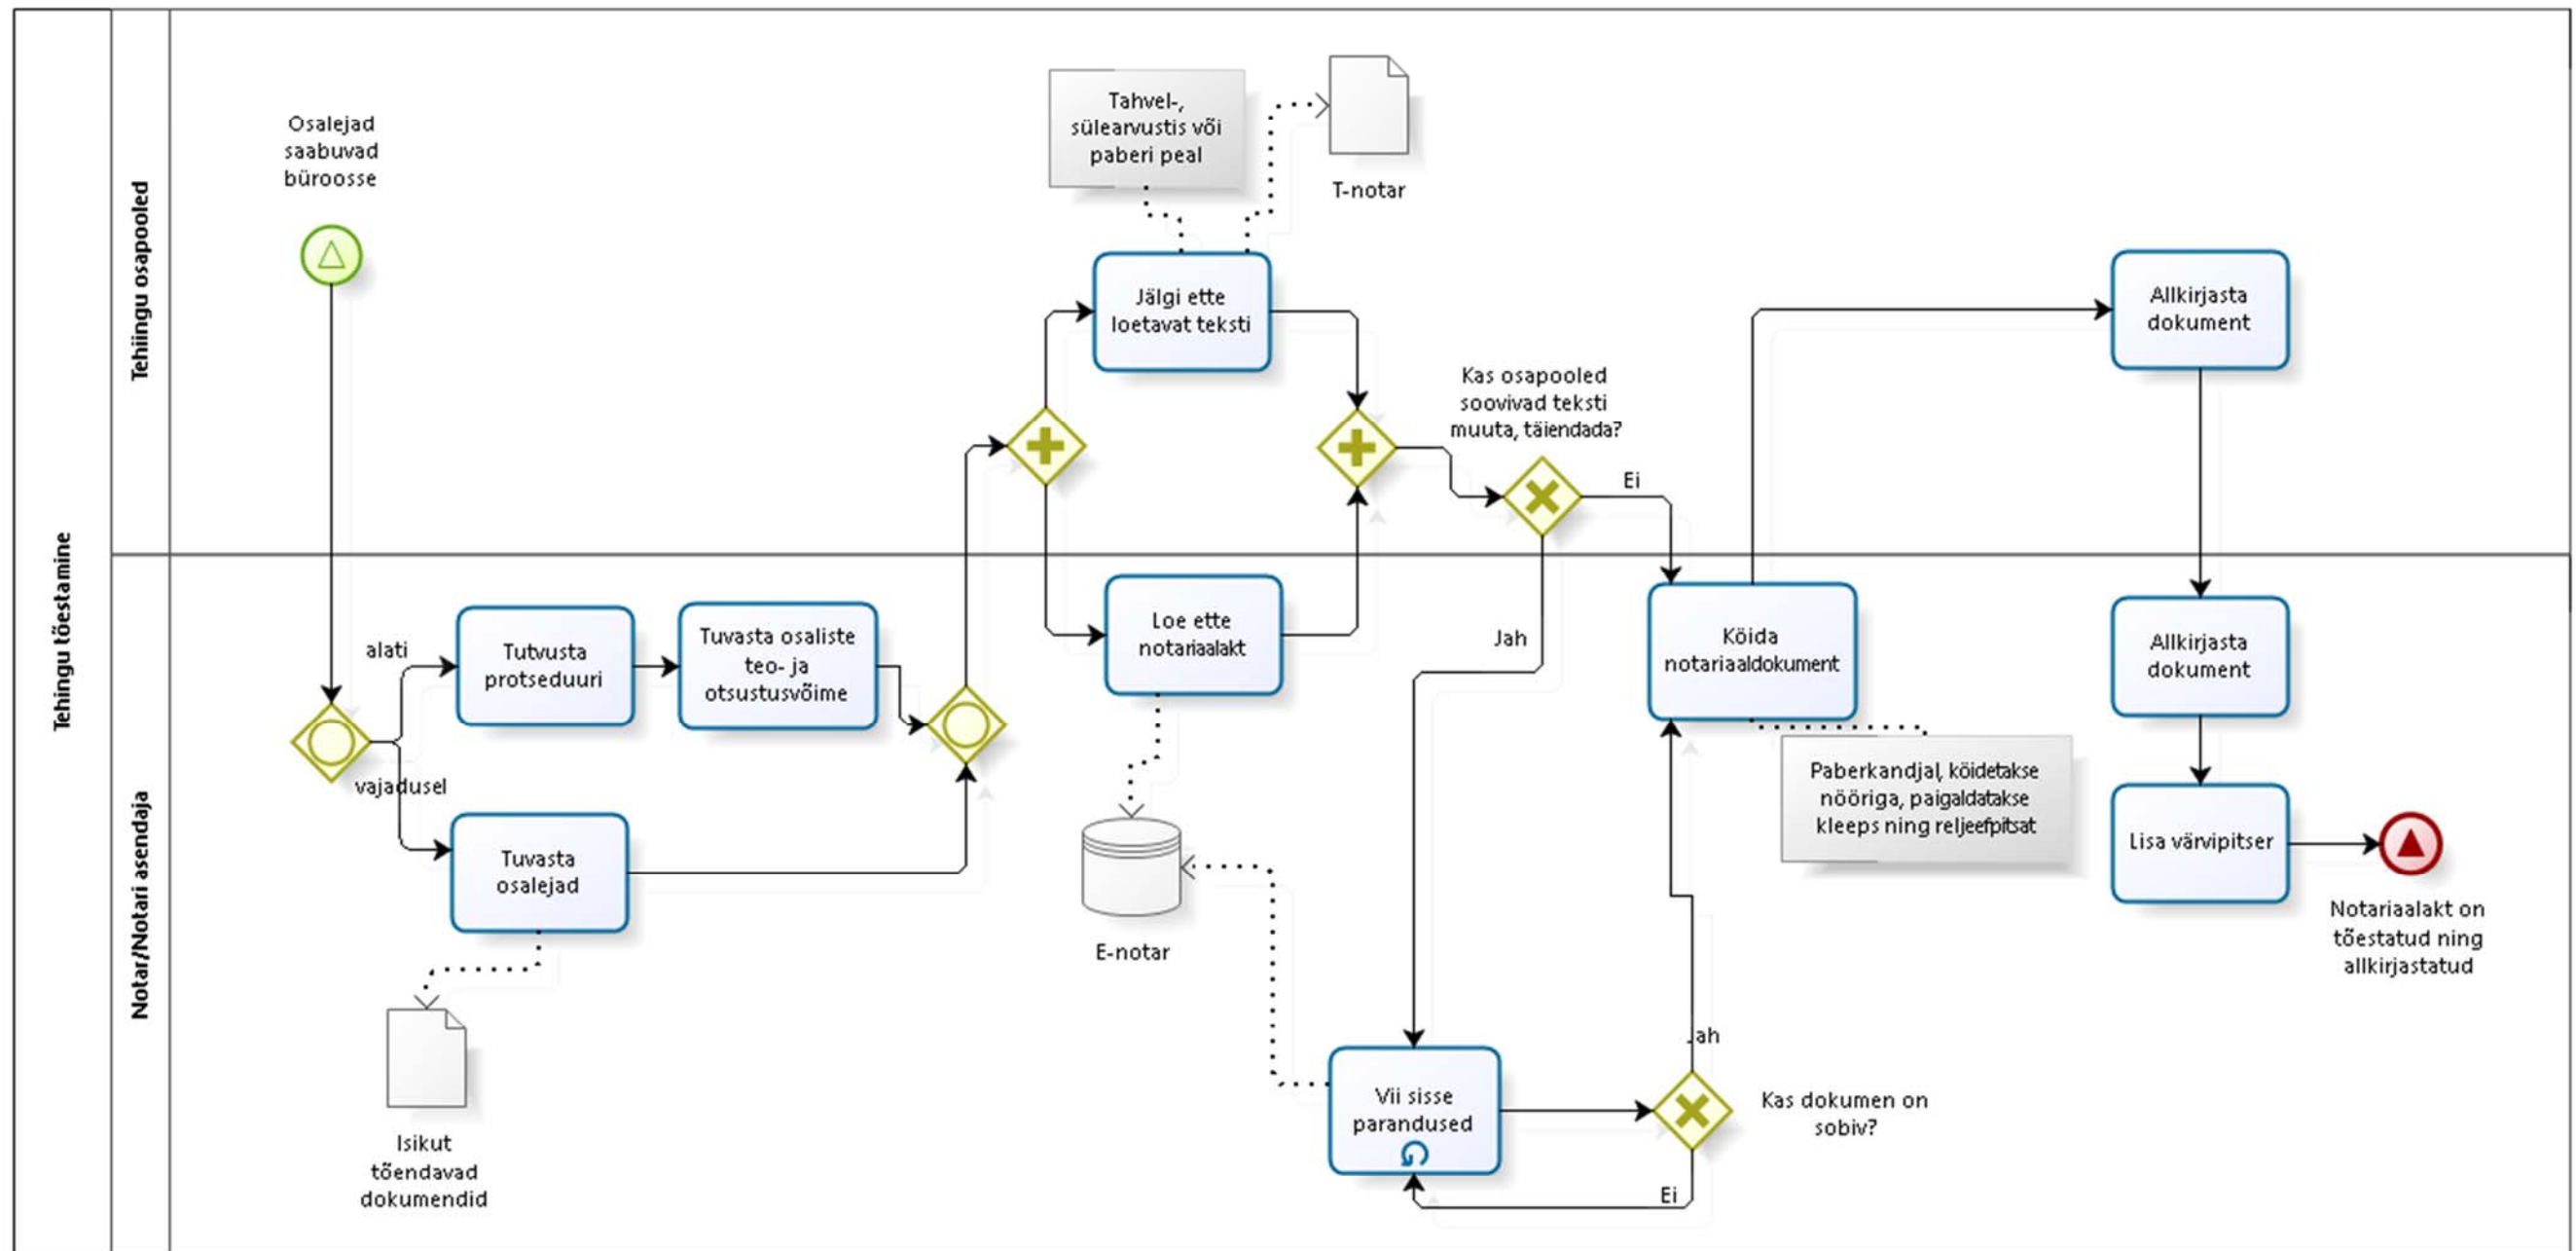 Tehingu tõestamine
Tehiingu osapooled
Notar/Notari asendaja
Osalejad
saabuvad
büroosse
alati
vajadusel
Tutvusta
protseduuri
Tuvasta osaliste
teo- ja
otsustusvõime
Tuvasta
osalejad
Isikut
tõendavad
dokumendid
Tahvel-,
sülearvustis või
paberi peal
T-notar
Jälgi ette
loetavat teksti
Loe ette
notariaalakt
E-notar
Kas osapooled
soovivad teksti
muuta, täiendada?
Ei
Jah
Vii sisse
parandused
Kas dokumen on
sobiv?
Jah
Ei
Köida
notariaaldokument
Paberkandjal, köidetakse
nööriga, paigaldatakse
kleeps ning reljeefpitsat
Allkirjasta
dokument
Allkirjasta
dokument
Lisa värvipitser
Notariaalakt on
tõestatud ning
allkirjastatud